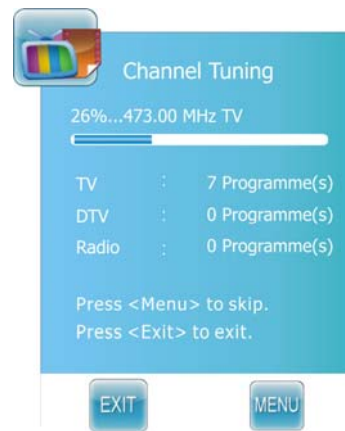 Channel Tuning
26%...473.00 MHz TV
TV : 7 Programme(s)
DTV : 0 Programme(s)
Radio : 0 Programme(s)
Press <Menu> to skip.
Press <Exit> to exit.
EXIT MENU